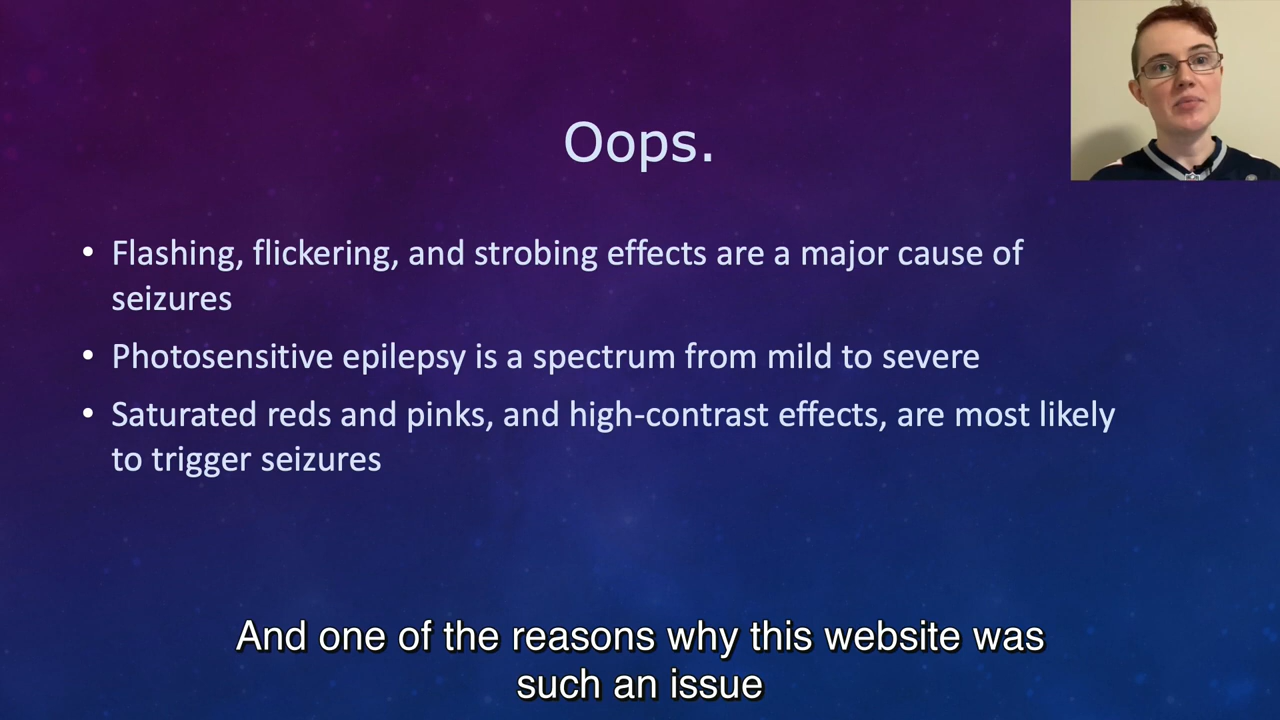 Oops.
• Flashing, flickering, and strobing effects are a major cause of
seizures
• Photosensitive epilepsy is a spectrum from mild to severe
• Saturated reds and pinks, and high-contrast effects, are most likely
to trigger seizures
And one of the reasons why this website was
such an issue